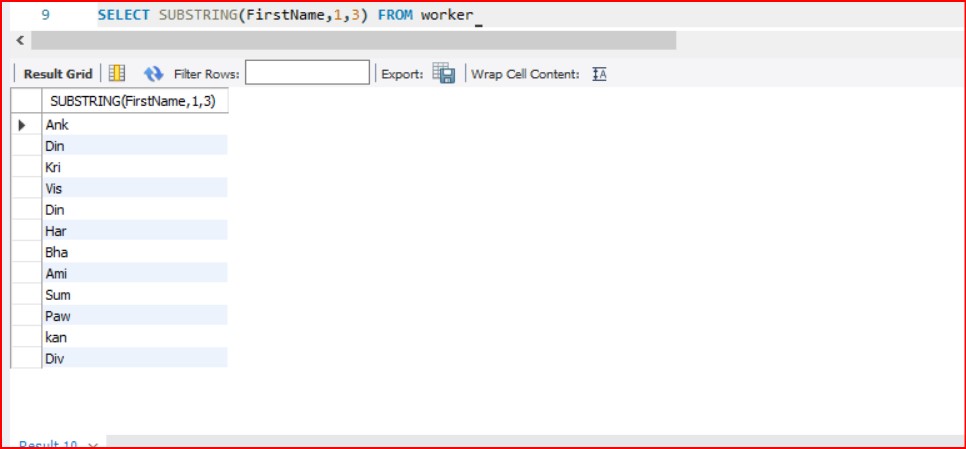 9 SELECT SUBSTRING(FirstName,1,3) FROM worker
Result Grid Filter Rows: Export: Wrap Cell Content:
SUBSTRING(FirstName,1,3)
Ank
Din
Kri
Vis
Din
Har
Bha
Ami
Sum
Paw
kan
Div
Result 10